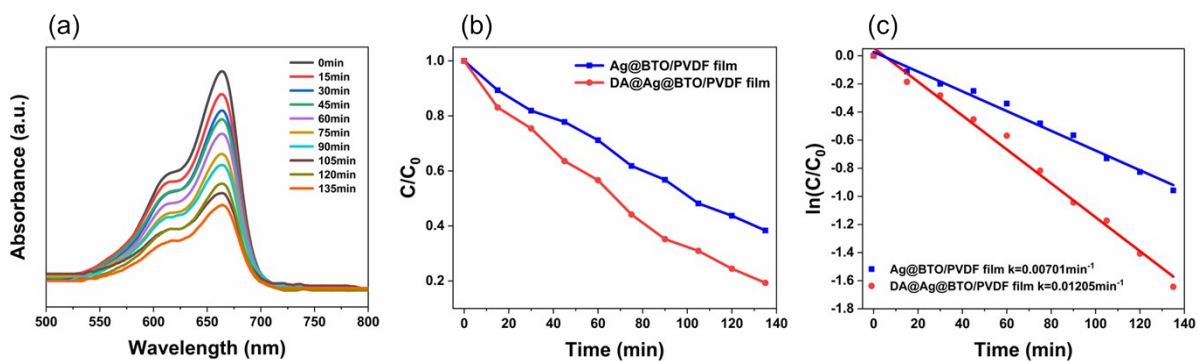 (a)
Absorbance (a.u.)
0min
15min
30min
45min
60min
75min
90min
105min
120min
135min
500 550 600 650 700 750 800
Wavelength (nm)
(b)
C/C₀
1.0
0.8
0.6
0.4
0.2
Ag@BTO/PVDF film
DA@Ag@BTO/PVDF film
0 20 40 60 80 100 120 140
Time (min)
(c)
ln(C/C₀)
0.0
-0.2
-0.4
-0.6
-0.8
-1.0
-1.2
-1.4
-1.6
-1.8
Ag@BTO/PVDF film k=0.00701min⁻¹
DA@Ag@BTO/PVDF film k=0.01205min⁻¹
0 20 40 60 80 100 120 140
Time (min)